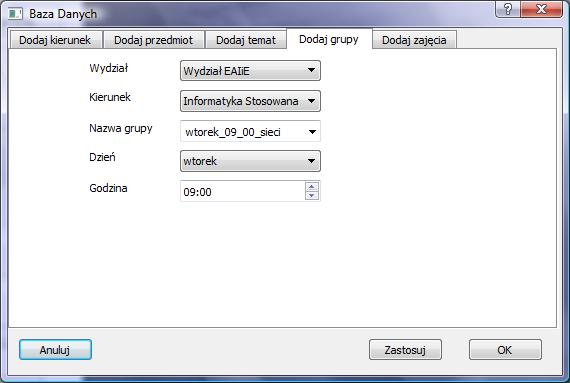 Baza Danych
Dodaj kierunek Dodaj przedmiot Dodaj temat Dodaj grupy Dodaj zajęcia
Wydział Wydział EAIiE
Kierunek Informatyka Stosowana
Nazwa grupy wtorek_09_00_sieci
Dzień wtorek
Godzina 09:00
Anuluj Zastosuj OK